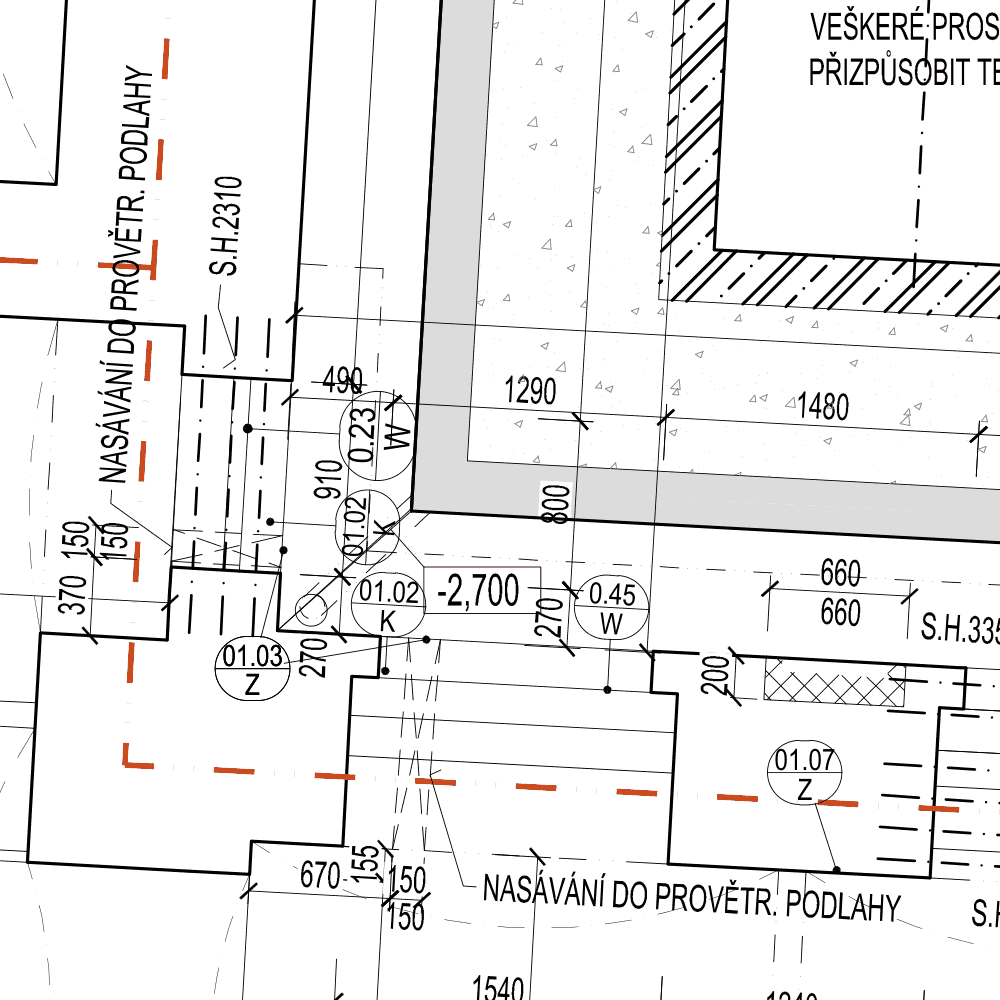 VEŠKERÉ PROS
PŘIZPŮSOBIT TE
NASÁVÁNÍ DO PROVĚTR. PODLAHY
S.H.2310
490
1290
1480
0.23
W
910
01.02
K
800
150
150
370
01.02
K
-2,700
270
0.45
W
660
660
S.H.335
01.03
Z
270
200
01.07
Z
670
155
150
150
NASÁVÁNÍ DO PROVĚTR. PODLAHY
S.H
1540